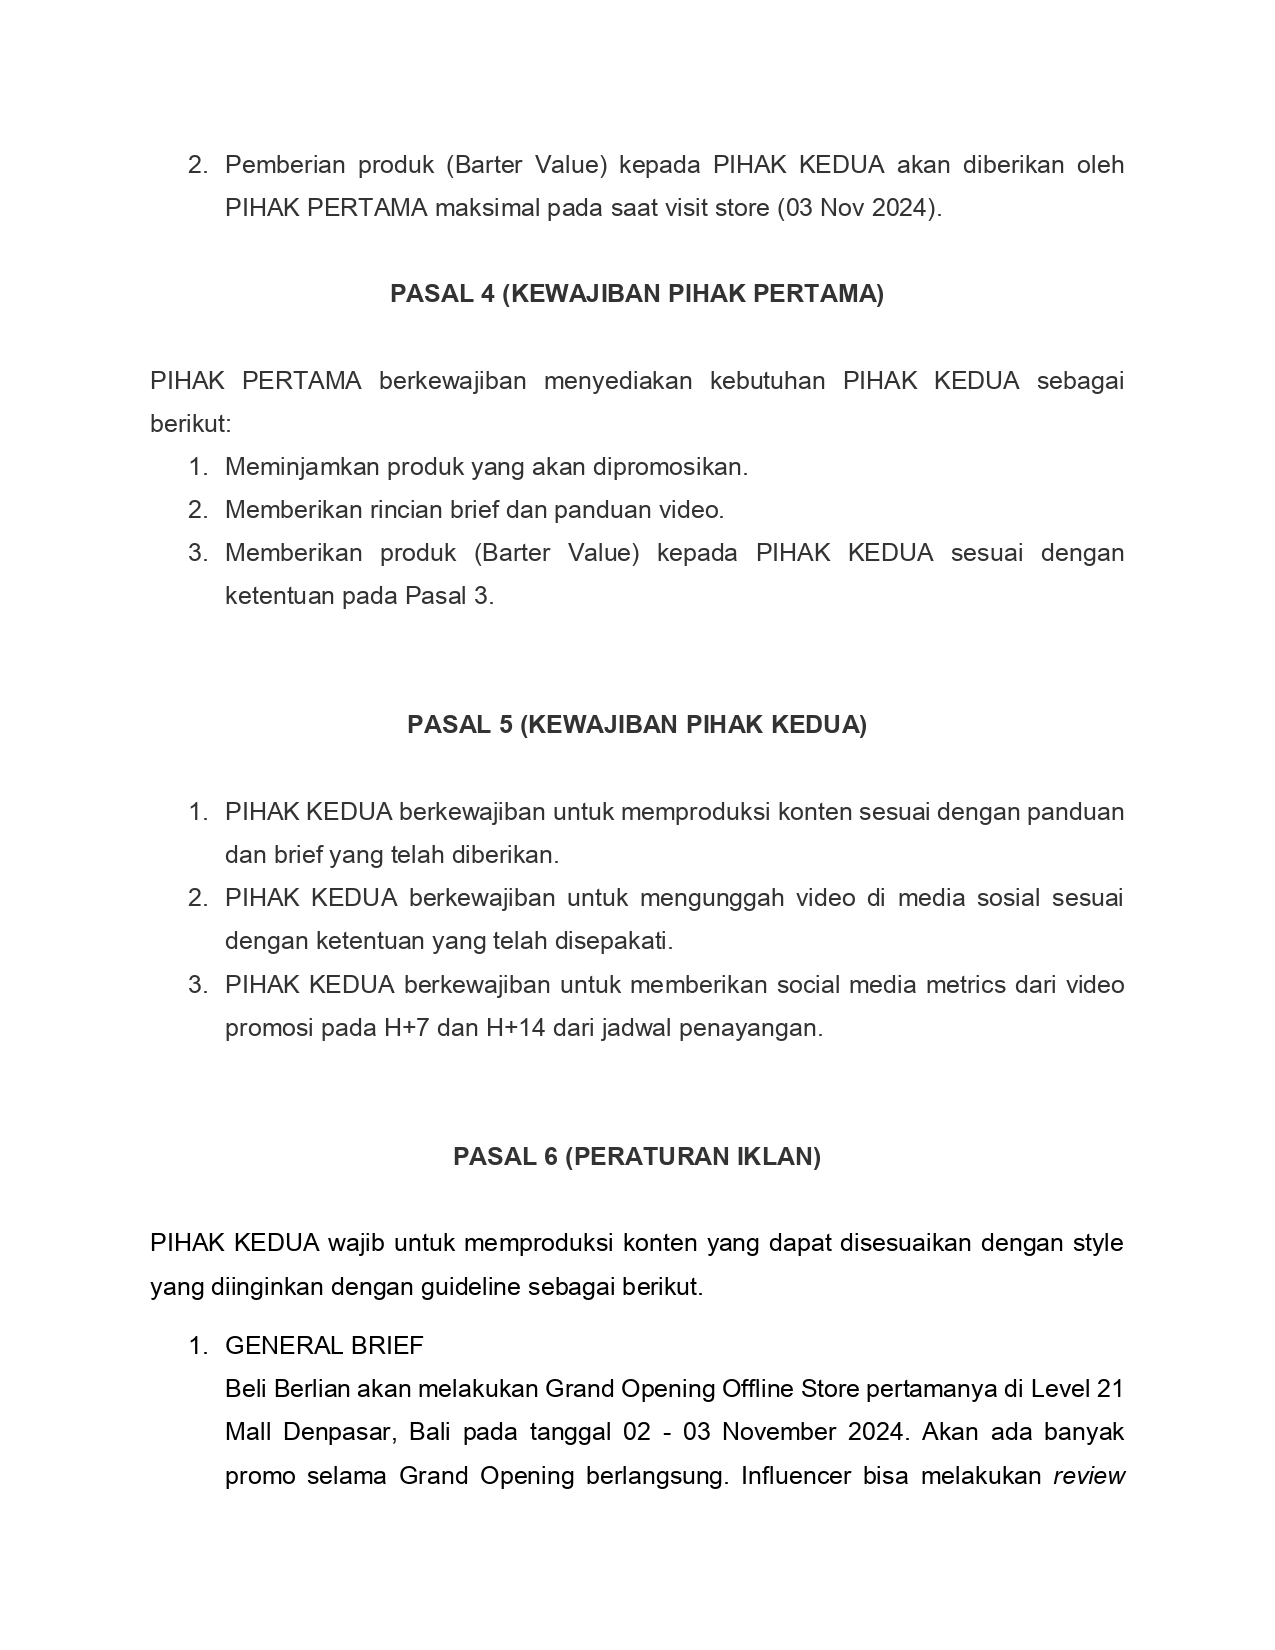 2. Pemberian produk (Barter Value) kepada PIHAK KEDUA akan diberikan oleh
PIHAK PERTAMA maksimal pada saat visit store (03 Nov 2024).
PASAL 4 (KEWAJIBAN PIHAK PERTAMA)
PIHAK PERTAMA berkewajiban menyediakan kebutuhan PIHAK KEDUA sebagai
berikut:
1. Meminjamkan produk yang akan dipromosikan.
2. Memberikan rincian brief dan panduan video.
3. Memberikan produk (Barter Value) kepada PIHAK KEDUA sesuai dengan
ketentuan pada Pasal 3.
PASAL 5 (KEWAJIBAN PIHAK KEDUA)
1. PIHAK KEDUA berkewajiban untuk memproduksi konten sesuai dengan panduan
dan brief yang telah diberikan.
2. PIHAK KEDUA berkewajiban untuk mengunggah video di media sosial sesuai
dengan ketentuan yang telah disepakati.
3. PIHAK KEDUA berkewajiban untuk memberikan social media metrics dari video
promosi pada H+7 dan H+14 dari jadwal penayangan.
PASAL 6 (PERATURAN IKLAN)
PIHAK KEDUA wajib untuk memproduksi konten yang dapat disesuaikan dengan style
yang diinginkan dengan guideline sebagai berikut.
1. GENERAL BRIEF
Beli Berlian akan melakukan Grand Opening Offline Store pertamanya di Level 21
Mall Denpasar, Bali pada tanggal 02 - 03 November 2024. Akan ada banyak
promo selama Grand Opening berlangsung. Influencer bisa melakukan review